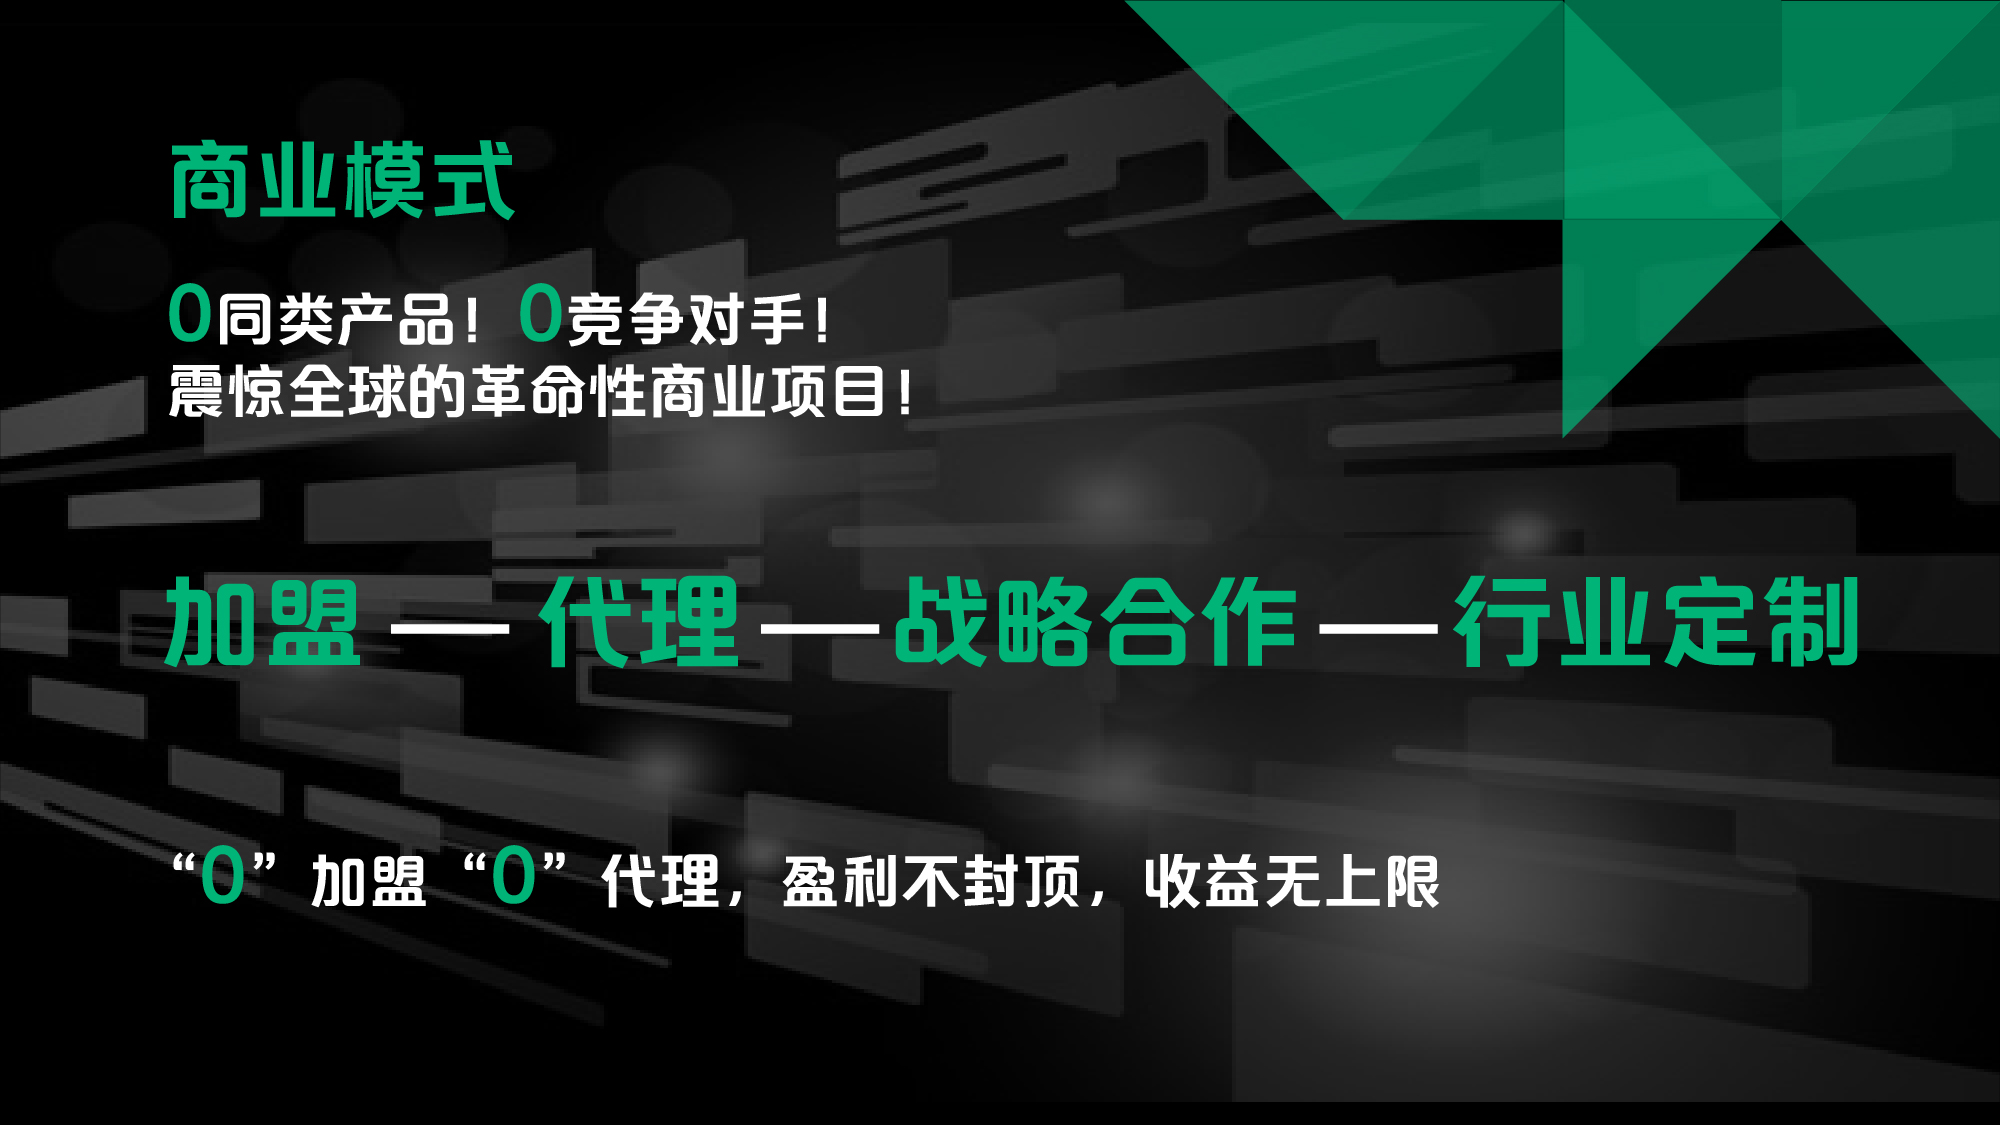 商业模式
0同类产品！0竞争对手！
震惊全球的革命性商业项目！
加盟—代理—战略合作—行业定制
“0”加盟“0”代理，盈利不封顶，收益无上限